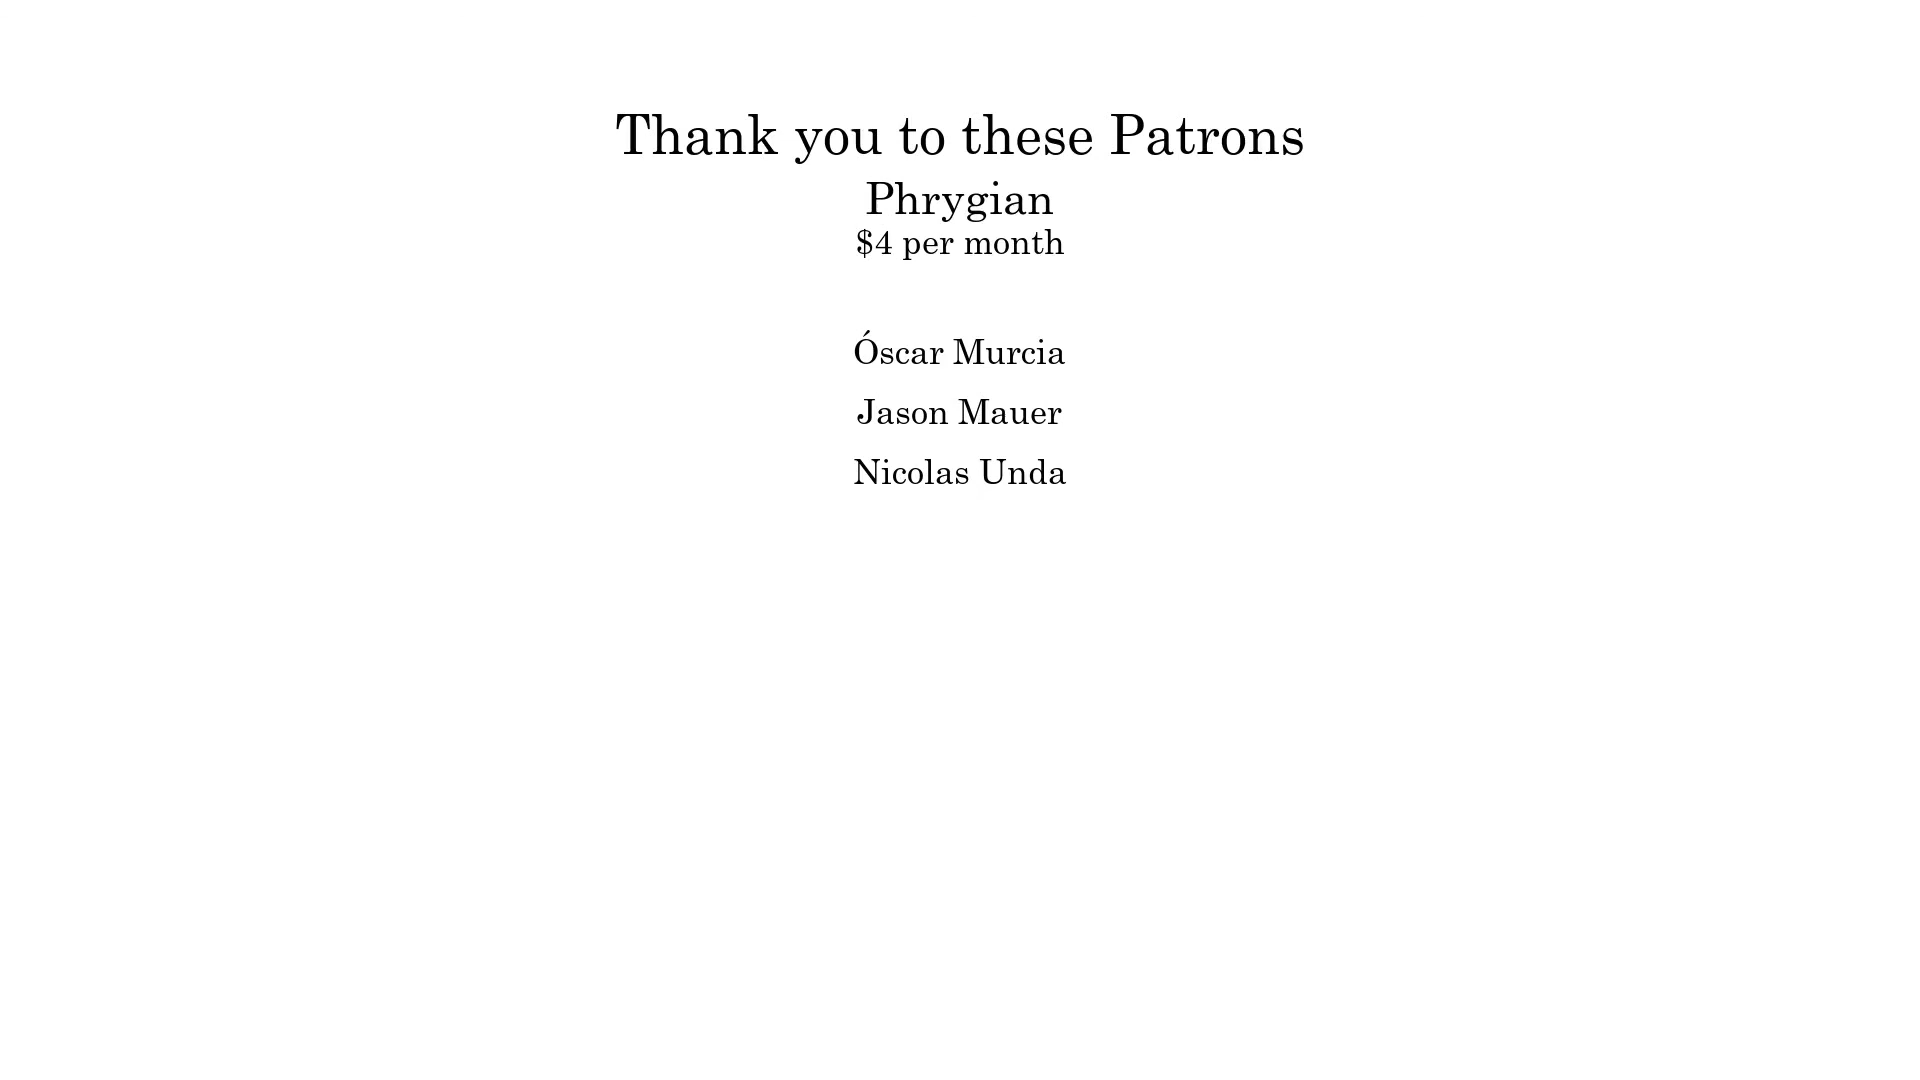 Thank you to these Patrons
Phrygian
$4 per month
Óscar Murcia
Jason Mauer
Nicolas Unda